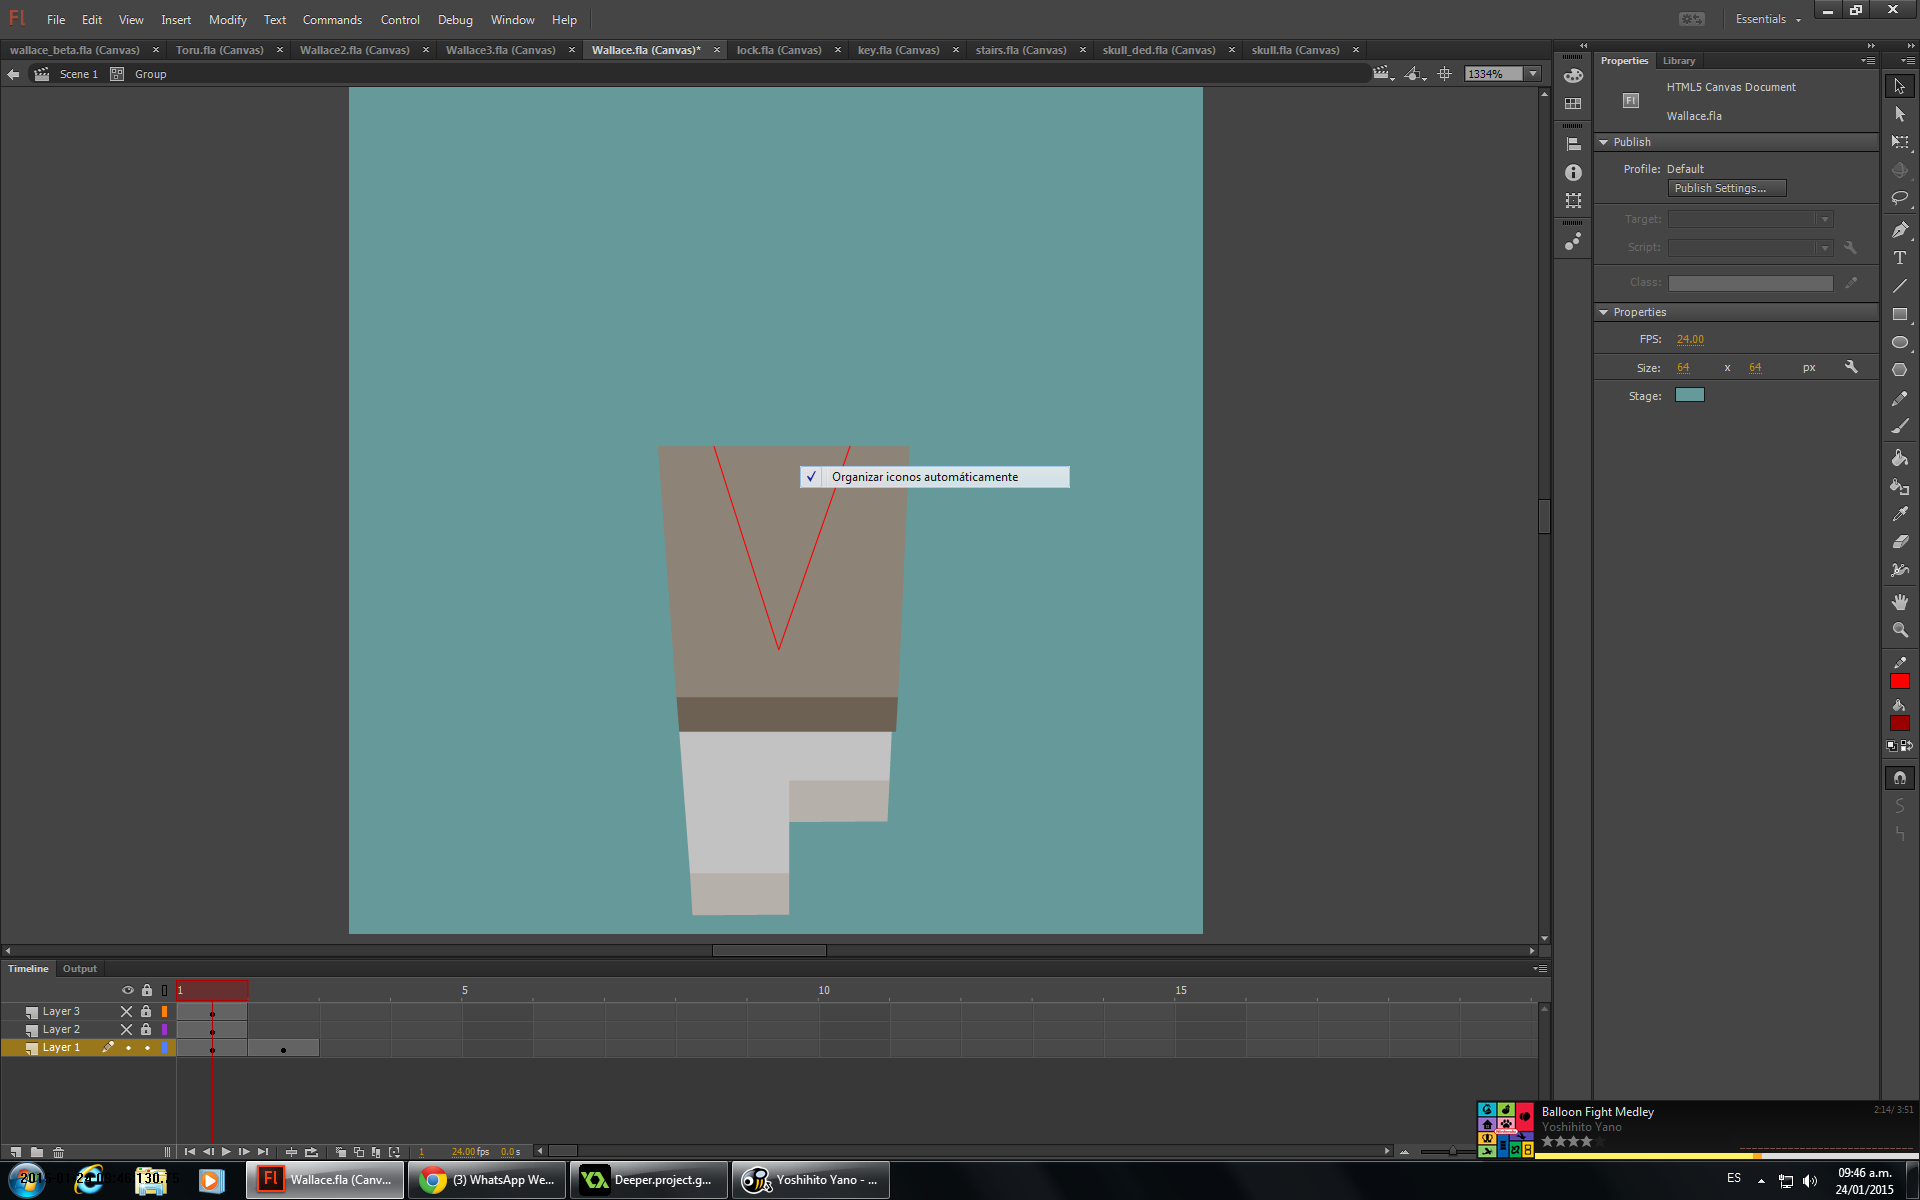 Fl File Edit View Insert Modify Text Commands Control Debug Window Help Essentials
wallace_beta.fla (Canvas) × Toru.fla (Canvas) × Wallace2.fla (Canvas) × Wallace3.fla (Canvas) × Wallace.fla (Canvas)* × lock.fla (Canvas) × key.fla (Canvas) × stairs.fla (Canvas) × skull_ded.fla (Canvas) × skull.fla (Canvas) ×
Scene 1 Group 1334%
Properties Library
HTML5 Canvas Document
Fl
Wallace.fla
Publish
Profile: Default
Publish Settings...
Target:
Script:
Class:
Properties
FPS: 24.00
Size: 64 x 64 px
Stage:
✓ Organizar iconos automáticamente
Timeline Output
1 5 10 15
Layer 3
Layer 2
Layer 1
1 24.00 fps 0.0 s
Balloon Fight Medley 2:14/ 3:51
Yoshihito Yano
Wallace.fla (Canv... (3) WhatsApp We... Deeper.project.g... Yoshihito Yano - ...
ES
09:46 a.m.
24/01/2015